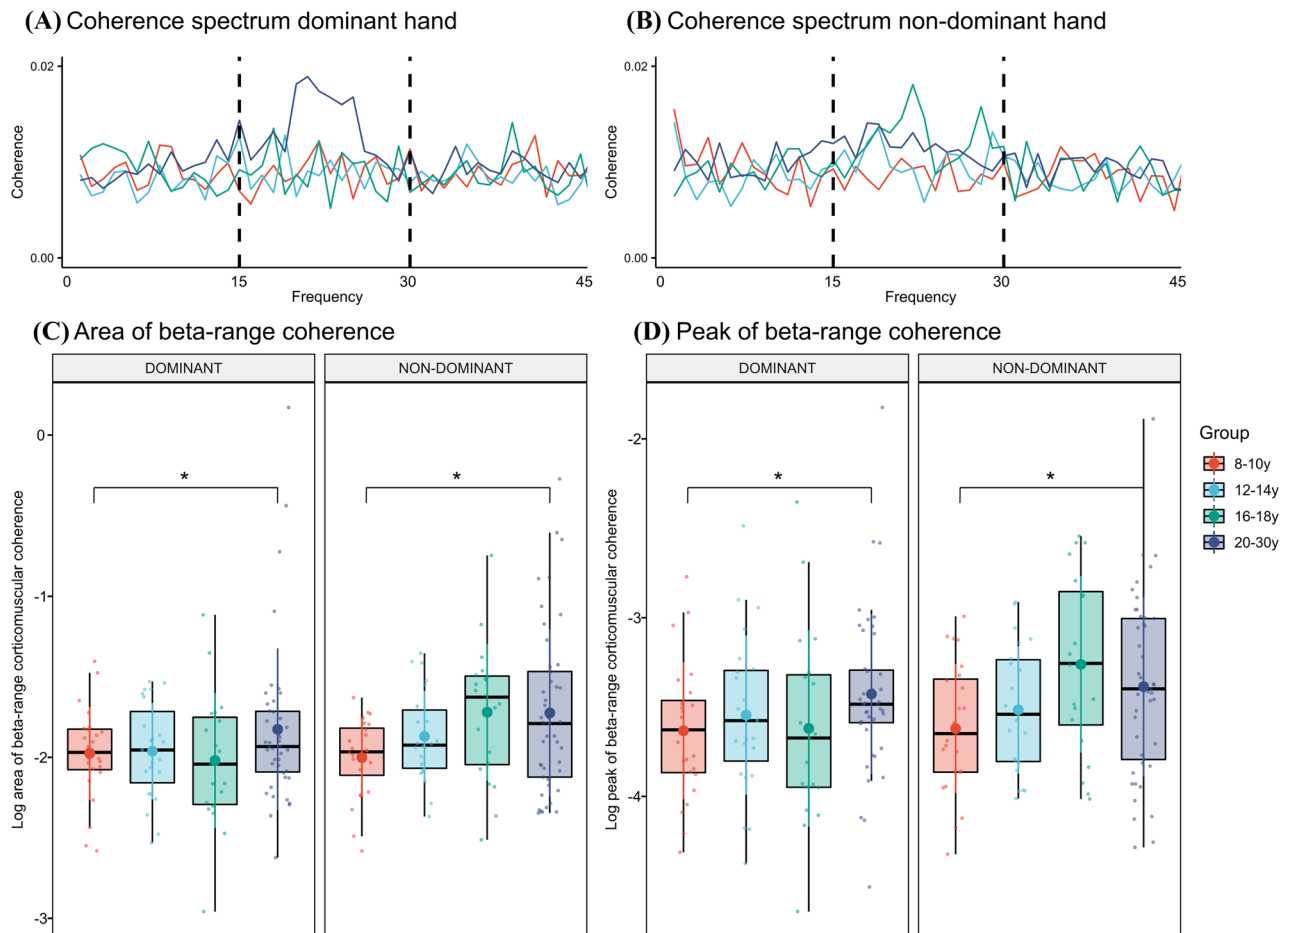 (A) Coherence spectrum dominant hand
0.02
Coherence
0.00
0 15 30 45
Frequency
(B) Coherence spectrum non-dominant hand
0.02
Coherence
0.00
0 15 30 45
Frequency
(C) Area of beta-range coherence
DOMINANT NON-DOMINANT
Log area of beta-range corticomuscular coherence
0
-1
-2
-3
* *
(D) Peak of beta-range coherence
DOMINANT NON-DOMINANT
Log peak of beta-range corticomuscular coherence
-2
-3
-4
* *
Group
8-10y
12-14y
16-18y
20-30y